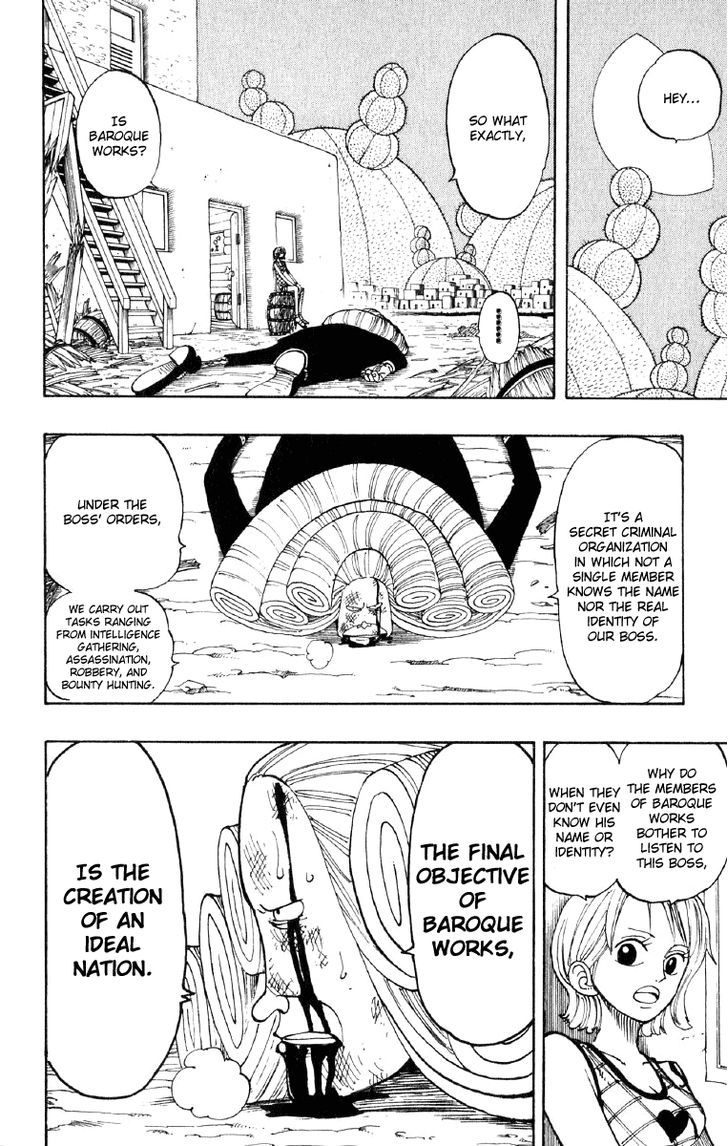 HEY...
SO WHAT
EXACTLY,
IS
BAROQUE
WORKS?
......
IT'S A
SECRET CRIMINAL
ORGANIZATION
IN WHICH NOT A
SINGLE MEMBER
KNOWS THE NAME
NOR THE REAL
IDENTITY OF
OUR BOSS.
UNDER THE
BOSS' ORDERS,
WE CARRY OUT
TASKS RANGING
FROM INTELLIGENCE
GATHERING,
ASSASSINATION,
ROBBERY, AND
BOUNTY HUNTING.
WHY DO
THE MEMBERS
OF BAROQUE
WORKS
BOTHER TO
LISTEN TO
THIS BOSS,
WHEN THEY
DON'T EVEN
KNOW HIS
NAME OR
IDENTITY?
THE FINAL
OBJECTIVE
OF
BAROQUE
WORKS,
IS THE
CREATION
OF AN
IDEAL
NATION.